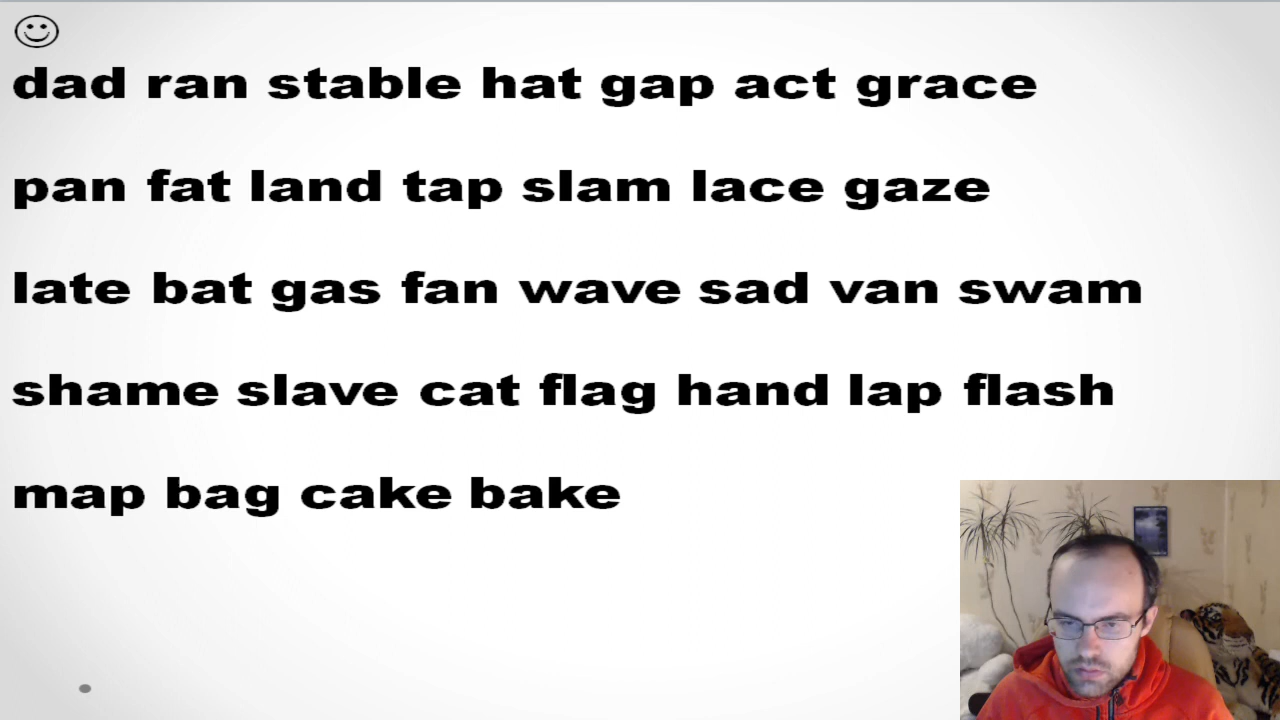 dad ran stable hat gap act grace
pan fat land tap slam lace gaze
late bat gas fan wave sad van swam
shame slave cat flag hand lap flash
map bag cake bake